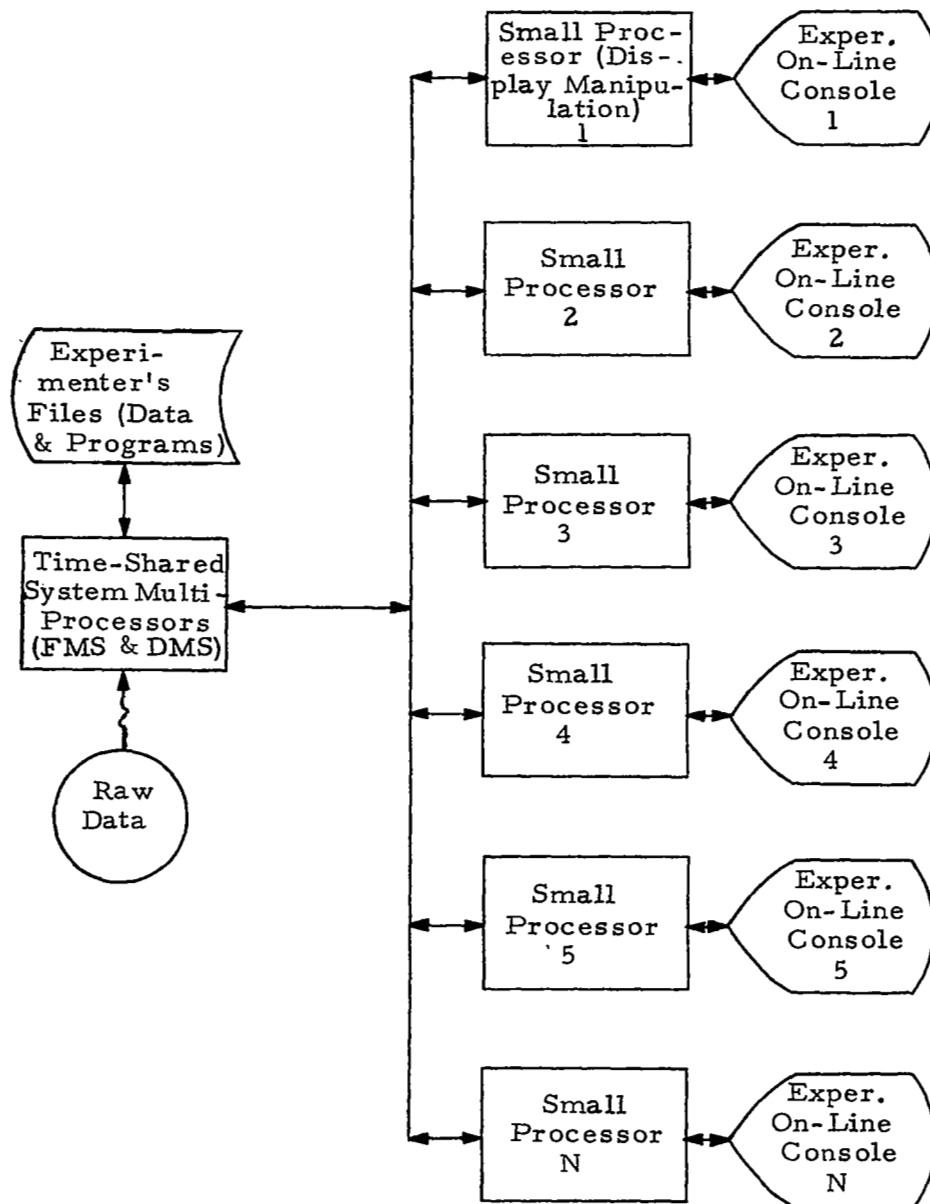 Small Proc-
essor (Dis-
play Manipu-
lation)
1
Exper.
On-Line
Console
1
Small
Processor
2
Exper.
On-Line
Console
2
Experi-
menter's
Files (Data
& Programs)
Small
Processor
3
Exper.
On-Line
Console
3
Time-Shared
System Multi-
Processors
(FMS & DMS)
Small
Processor
4
Exper.
On-Line
Console
4
Raw
Data
Small
Processor
5
Exper.
On-Line
Console
5
Small
Processor
N
Exper.
On-Line
Console
N